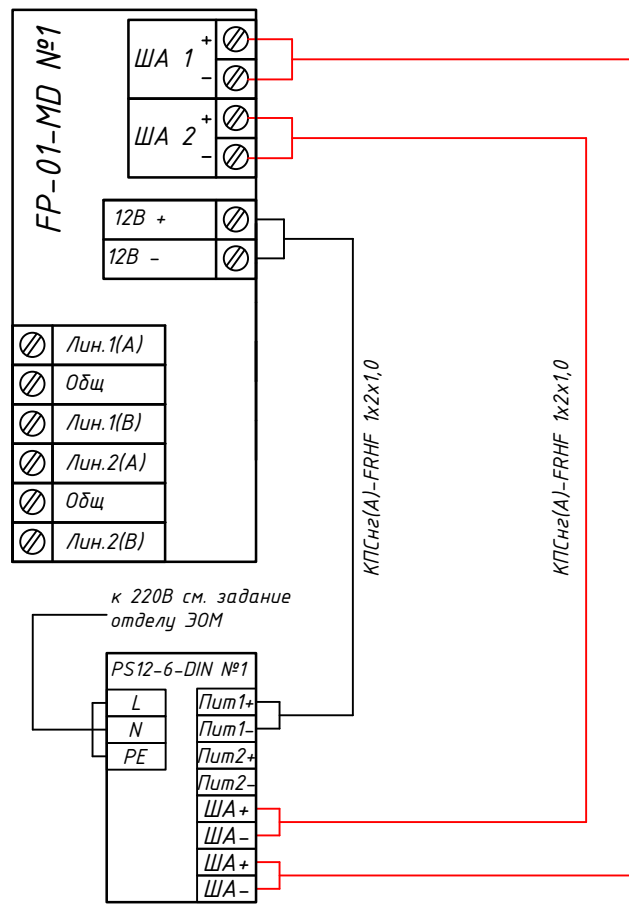 FP-01-MD №1
ША 1
+
-
ША 2
+
-
12В +
12В -
Лин.1(А)
Общ
Лин.1(В)
Лин.2(А)
Общ
Лин.2(В)
КПСнг(А)-FRHF 1х2х1,0
КПСнг(А)-FRHF 1х2х1,0
к 220В см. задание
отделу ЭОМ
PS12-6-DIN №1
L
N
PE
Пит1+
Пит1-
Пит2+
Пит2-
ША+
ША-
ША+
ША-